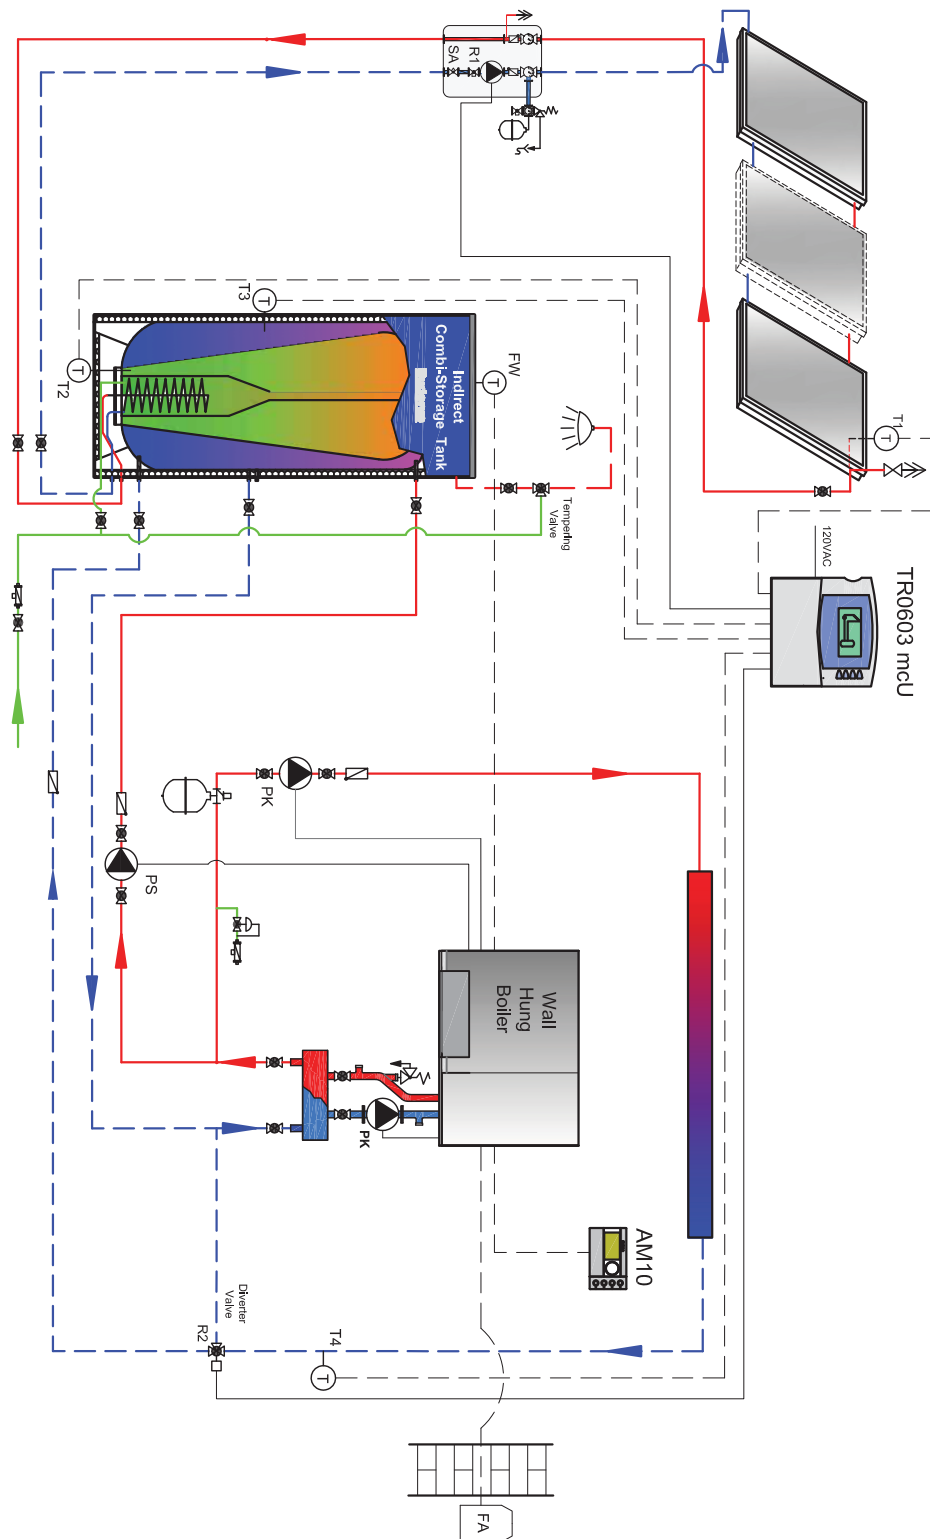 SA
R1
T3
T2
FW
Indirect
Combi-Storage Tank
T1
Tempering
Valve
120VAC
TR0603 mcU
PK
PS
Wall
Hung
Boiler
PK
AM10
Diverter
Valve
R2
T4
FA
T
T
T
T
T